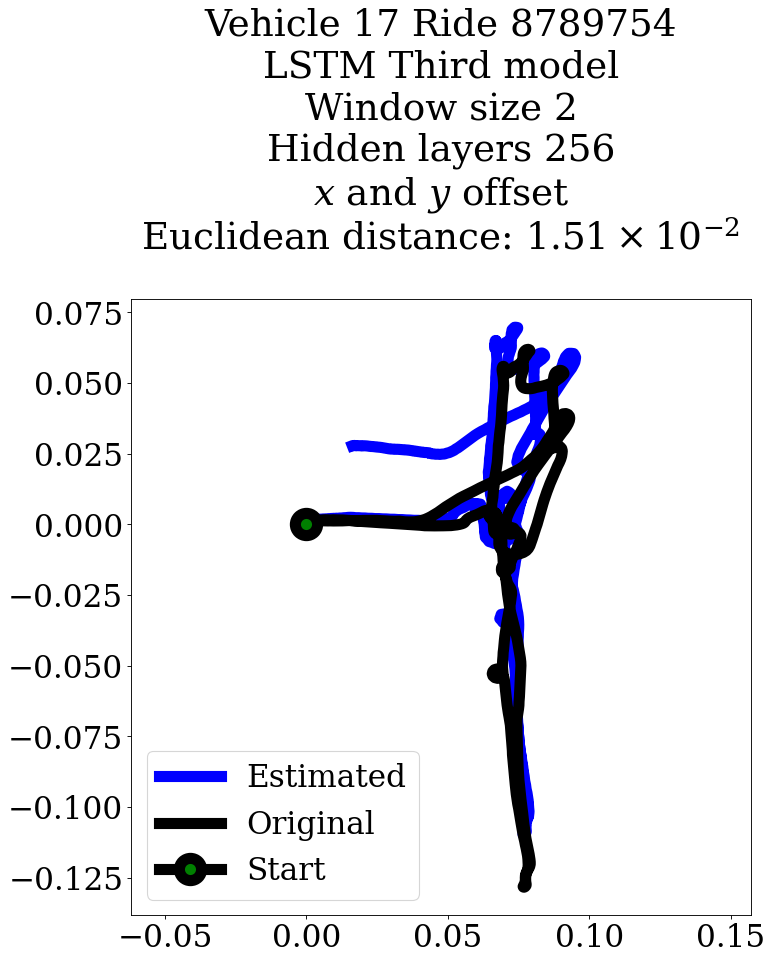 Vehicle 17 Ride 8789754
LSTM Third model
Window size 2
Hidden layers 256
x and y offset
Euclidean distance: 1.51 × 10⁻²
0.075
0.050
0.025
0.000
−0.025
−0.050
−0.075
−0.100
−0.125
Estimated
Original
Start
−0.05 0.00 0.05 0.10 0.15